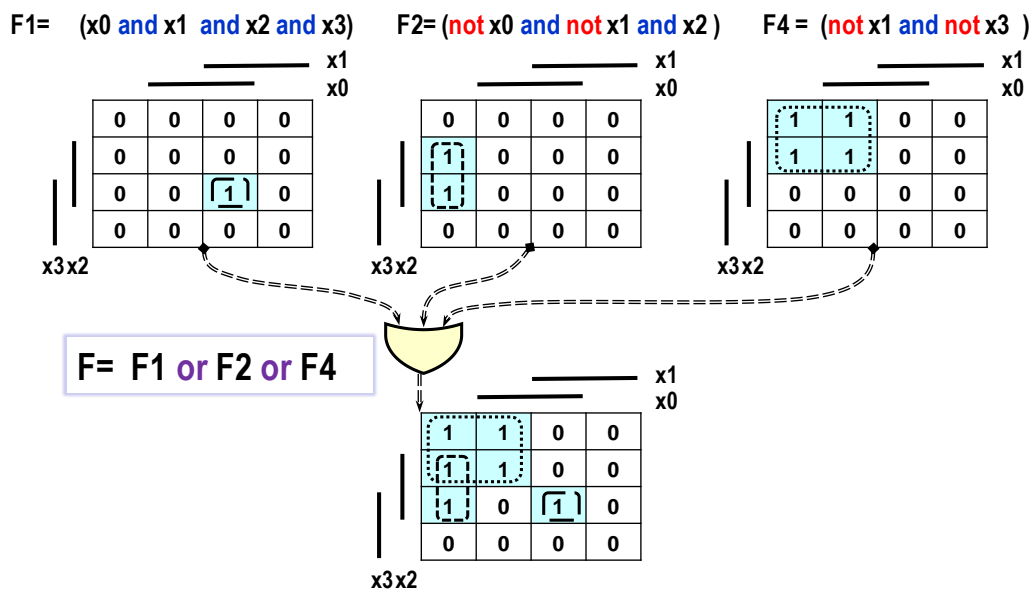 F1= (x0 and x1 and x2 and x3) F2= (not x0 and not x1 and x2 ) F4 = (not x1 and not x3 )
x1 x1 x1
x0 x0 x0
0 0 0 0 0 0 0 0 1 1 0 0
0 0 0 0 1 0 0 0 1 1 0 0
0 0 1 0 1 0 0 0 0 0 0 0
0 0 0 0 0 0 0 0 0 0 0 0
x3 x2 x3 x2 x3 x2
F= F1 or F2 or F4
x1
x0
1 1 0 0
1 1 0 0
1 0 1 0
0 0 0 0
x3 x2